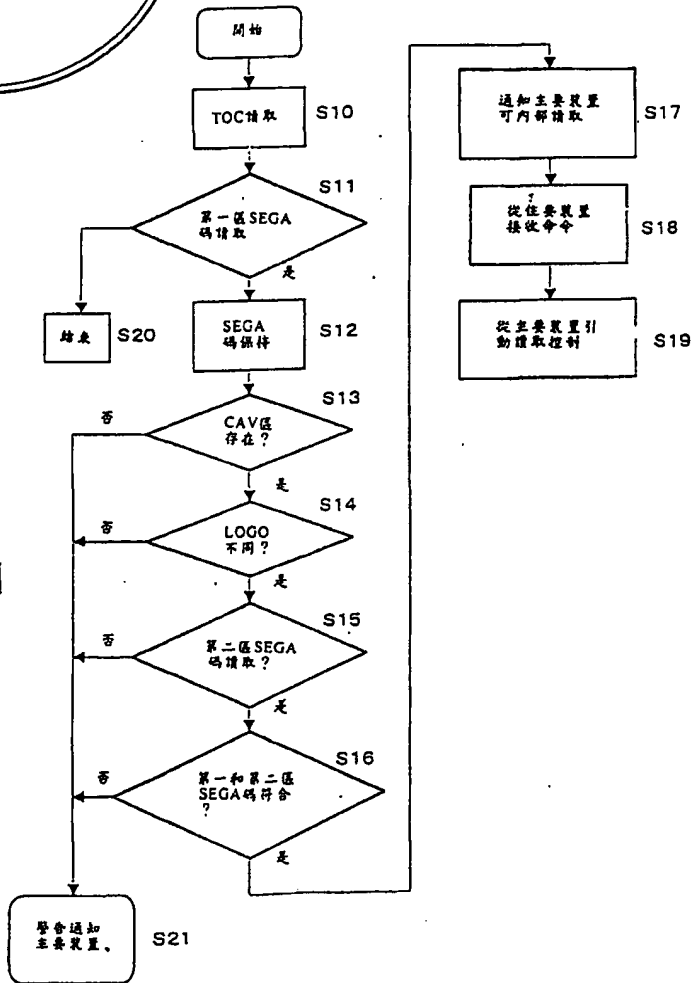 開始
TOC讀取
S10
S11
第一區SEGA
碼讀取
是
結束
S20
SEGA
碼保持
S12
S13
CAV區
存在?
否
是
S14
LOGO
不同?
否
是
S15
第二區SEGA
碼讀取?
否
是
S16
第一和第二區
SEGA碼符合
?
否
是
警告通知
主要裝置。
S21
通知主要裝置
可內部讀取
S17
從住要裝置
接收命令
S18
從主要裝置引
動讀取控制
S19